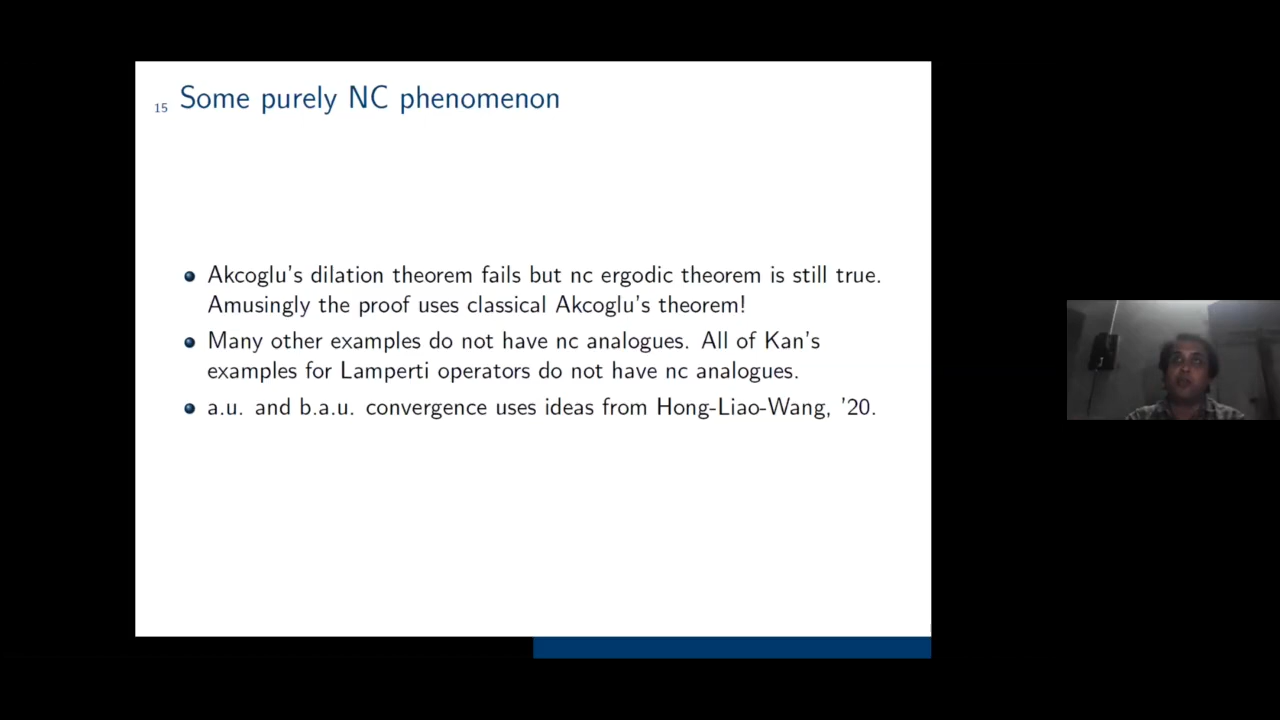 15 Some purely NC phenomenon
Akcoglu's dilation theorem fails but nc ergodic theorem is still true.
Amusingly the proof uses classical Akcoglu's theorem!
Many other examples do not have nc analogues. All of Kan's
examples for Lamperti operators do not have nc analogues.
a.u. and b.a.u. convergence uses ideas from Hong-Liao-Wang, '20.